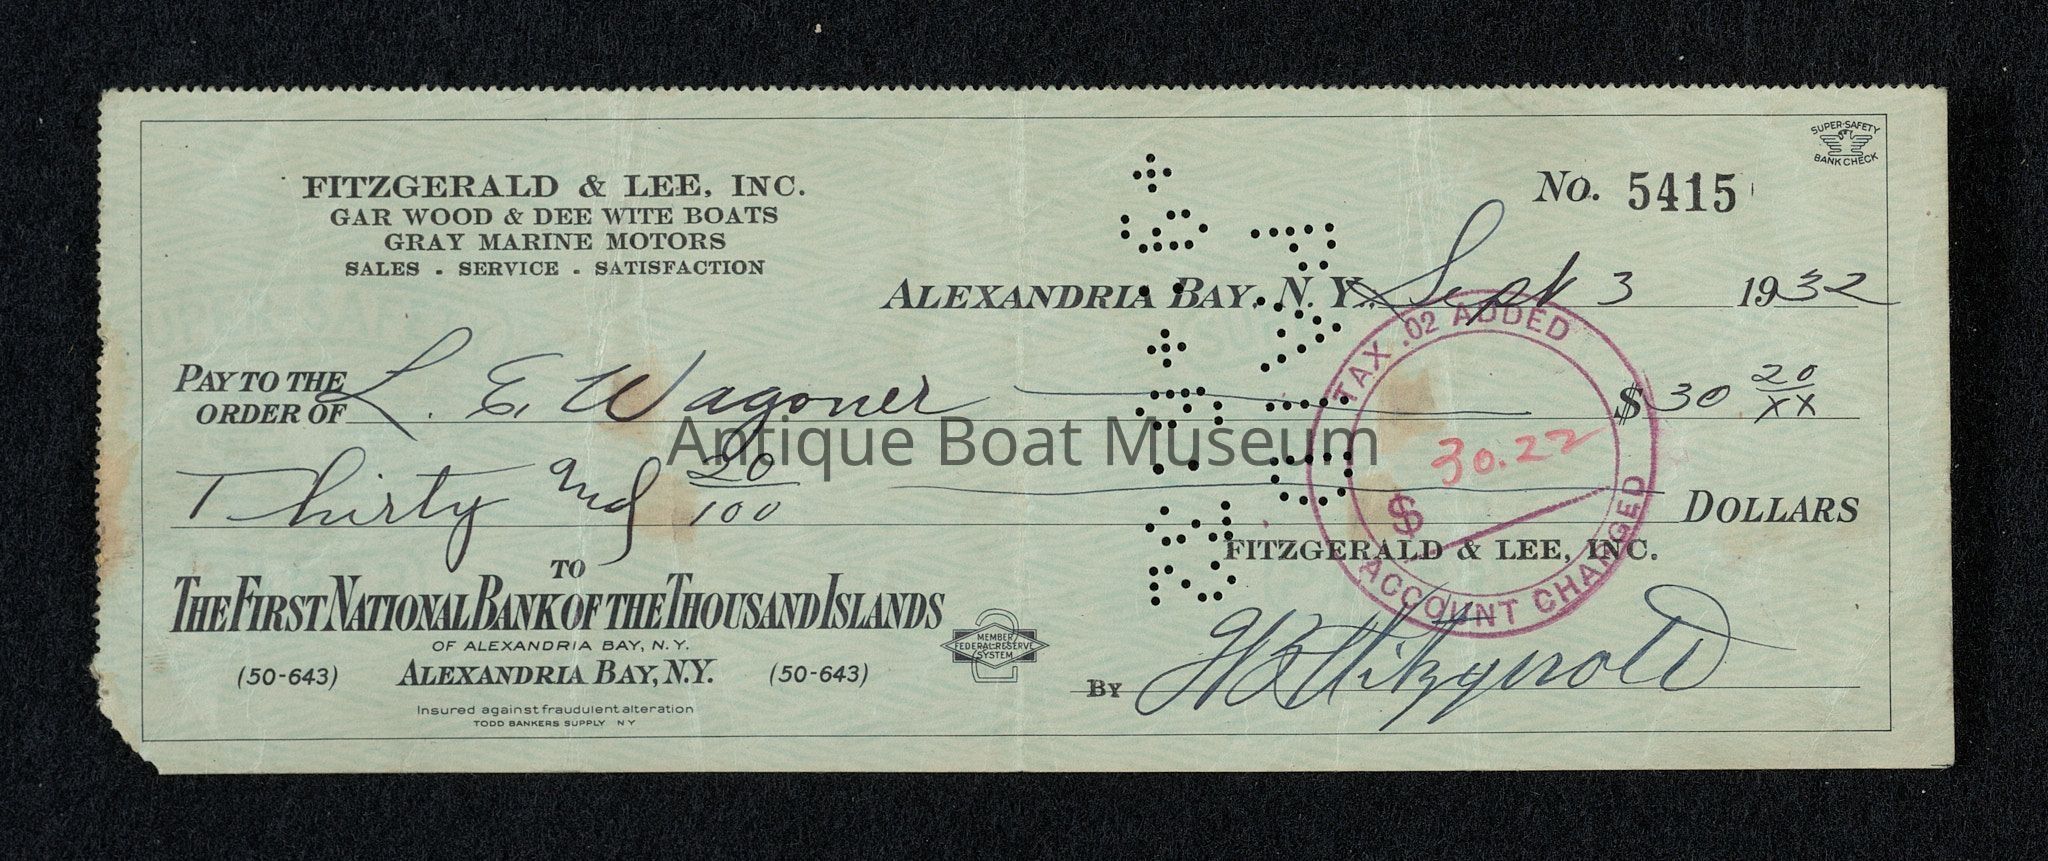 SUPER-SAFETY
BANK CHECK
FITZGERALD & LEE, INC.
GAR WOOD & DEE WITE BOATS
GRAY MARINE MOTORS
SALES . SERVICE . SATISFACTION
No. 5415
ALEXANDRIA BAY, N. Y. Sept 3 1932
PAY TO THE
ORDER OF L. E. Wagoner $ 30 20/XX
Thirty and 20/100 DOLLARS
TAX .02 ADDED
$ 30.22
ACCOUNT CHARGED
Antique Boat Museum
TO
THE FIRST NATIONAL BANK OF THE THOUSAND ISLANDS
OF ALEXANDRIA BAY, N.Y.
(50-643) ALEXANDRIA BAY, N.Y. (50-643)
MEMBER
FEDERAL RESERVE
SYSTEM
Insured against fraudulent alteration
TODD BANKERS SUPPLY NY
FITZGERALD & LEE, INC.
BY Fitzgerald